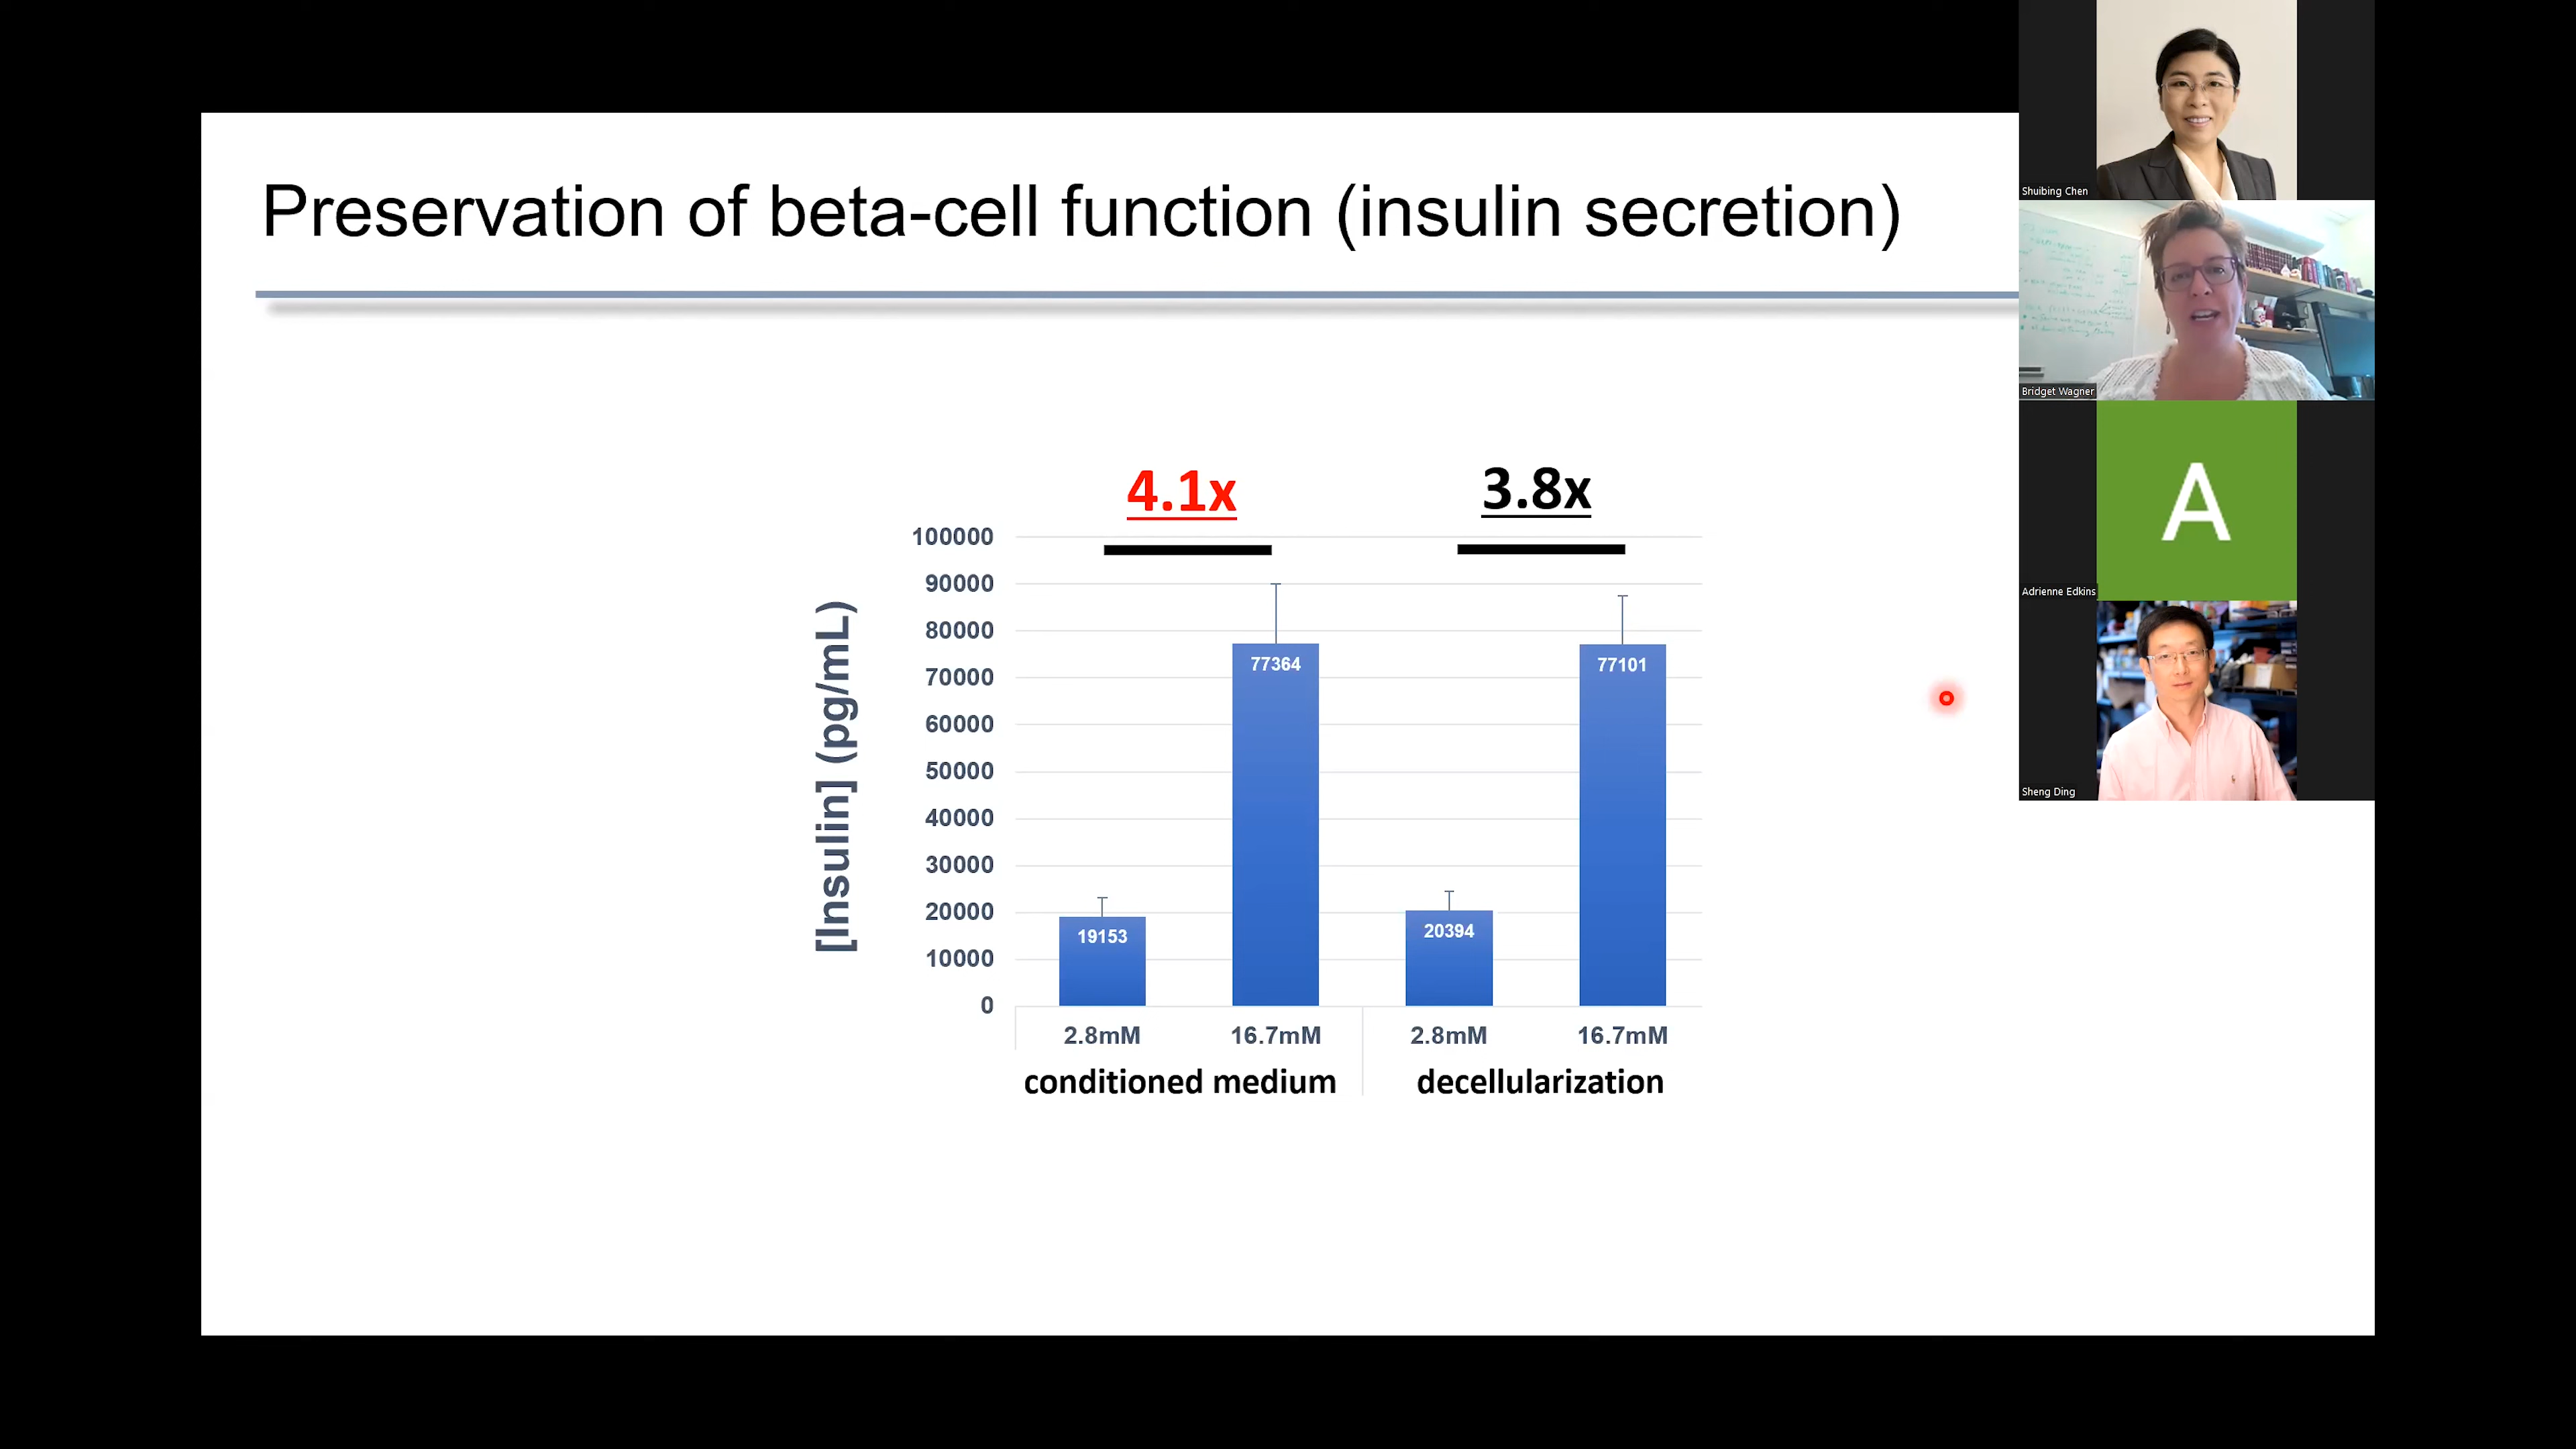 Preservation of beta-cell function (insulin secretion)
4.1x
3.8x
[Insulin] (pg/mL)
100000
90000
80000
70000
60000
50000
40000
30000
20000
10000
0
19153
77364
20394
77101
2.8mM
16.7mM
2.8mM
16.7mM
conditioned medium
decellularization
Shuibing Chen
Bridget Wagner
A
Adrienne Edkins
Sheng Ding